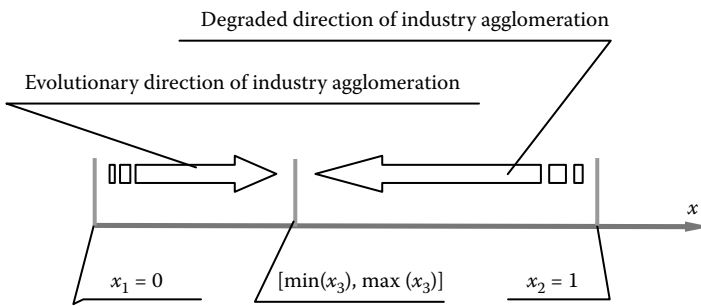 Degraded direction of industry agglomeration
Evolutionary direction of industry agglomeration
x
x₁ = 0
[min(x₃), max (x₃)]
x₂ = 1